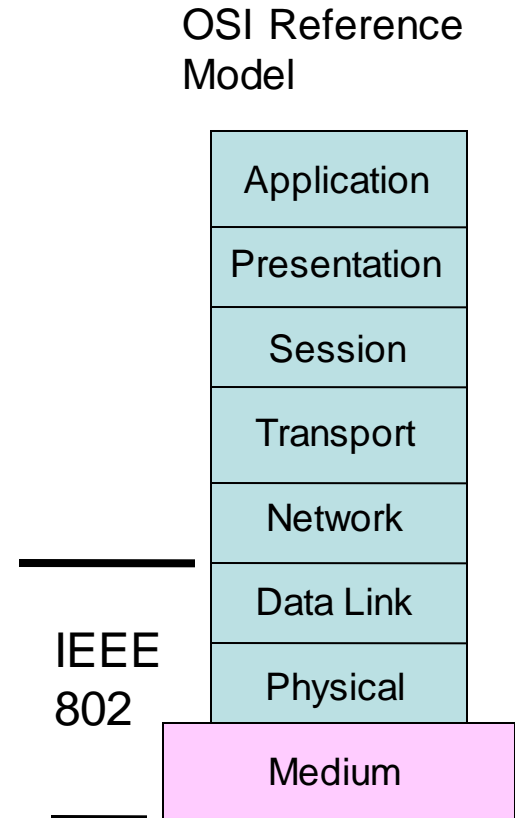 OSI Reference
Model
Application
Presentation
Session
Transport
Network
Data Link
IEEE
802
Physical
Medium